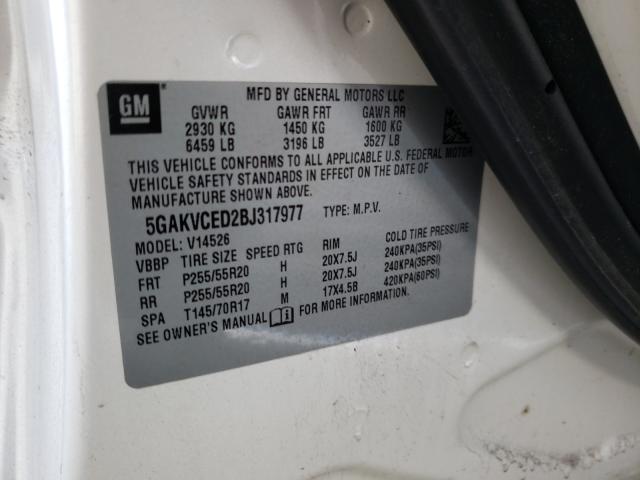 GM
MFD BY GENERAL MOTORS LLC
GVWR GAWR FRT GAWR RR
2930 KG 1450 KG 1600 KG
6459 LB 3196 LB 3527 LB
THIS VEHICLE CONFORMS TO ALL APPLICABLE U.S. FEDERAL MOTOR
VEHICLE SAFETY STANDARDS IN EFFECT ON THE DATE OF
MANUFACTURE SHOWN ABOVE.
5GAKVCED2BJ317977 TYPE: M.P.V.
MODEL: V14526
VBBP TIRE SIZE SPEED RTG RIM COLD TIRE PRESSURE
FRT P255/55R20 H 20X7.5J 240KPA(35PSI)
RR P255/55R20 H 20X7.5J 240KPA(35PSI)
SPA T145/70R17 M 17X4.5B 420KPA(60PSI)
SEE OWNER'S MANUAL FOR MORE INFORMATION.